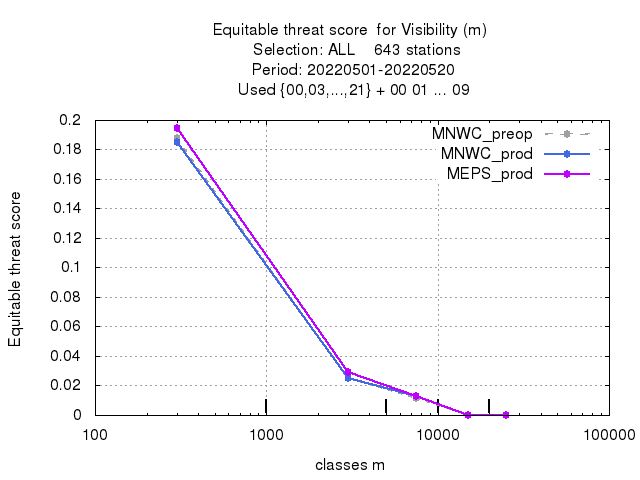 Equitable threat score  for Visibility (m)
Selection: ALL    643 stations
Period: 20220501-20220520
Used {00,03,...,21} + 00 01 ... 09
MNWC_preop
MNWC_prod
MEPS_prod
0.2
0.18
0.16
0.14
0.12
0.1
0.08
0.06
0.04
0.02
0
Equitable threat score
100
1000
10000
100000
classes m